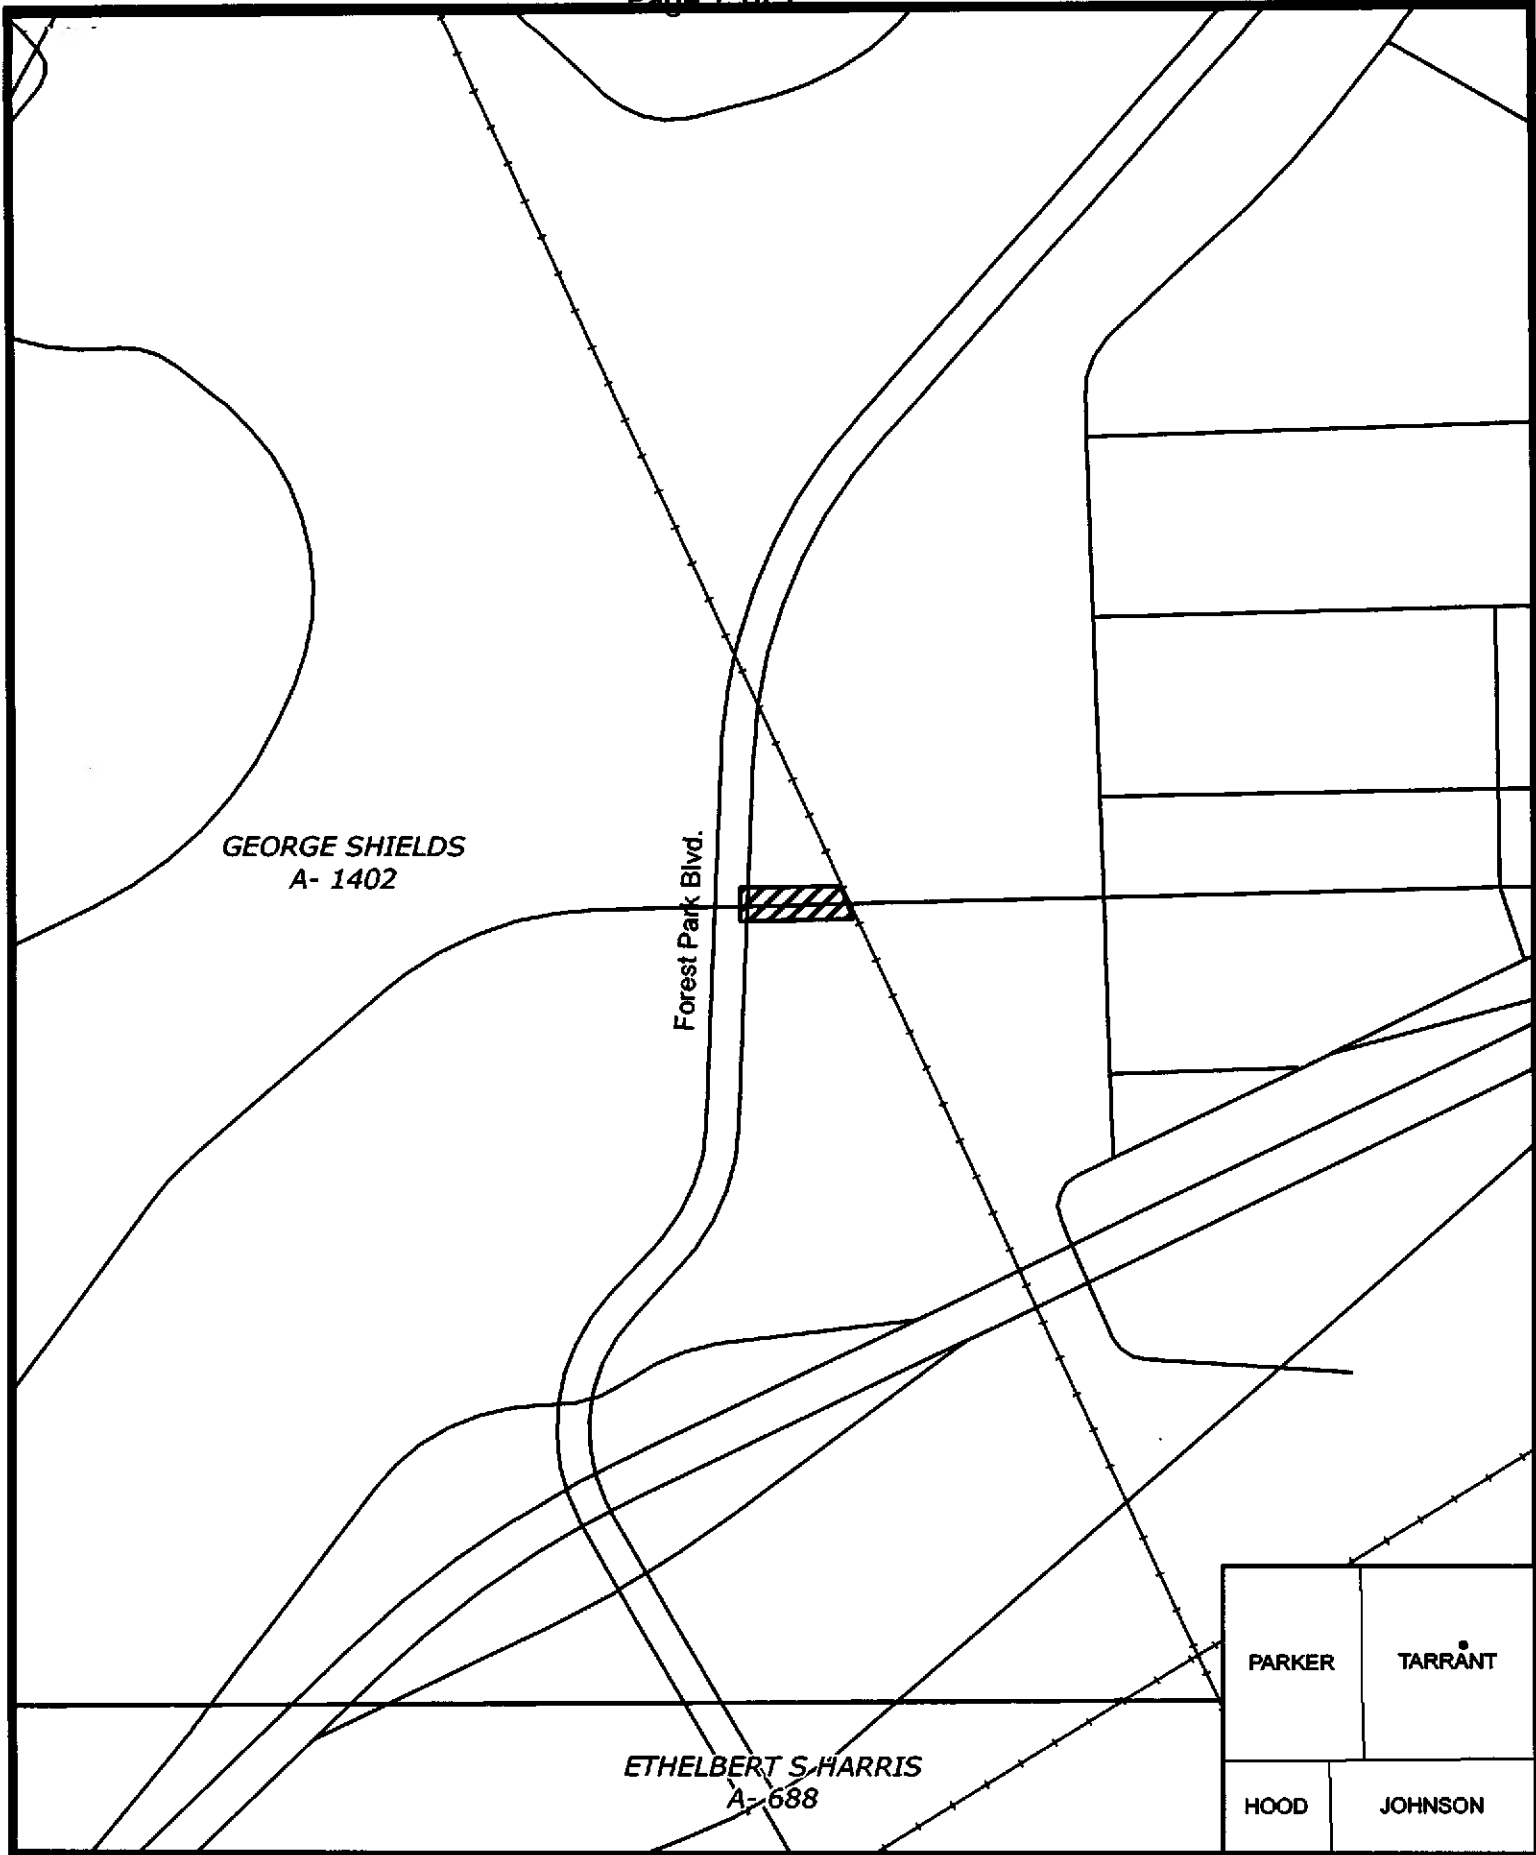 GEORGE SHIELDS
A- 1402
Forest Park Blvd.
PARKER
TARRANT
ETHELBERT S HARRIS
A- 688
HOOD
JOHNSON